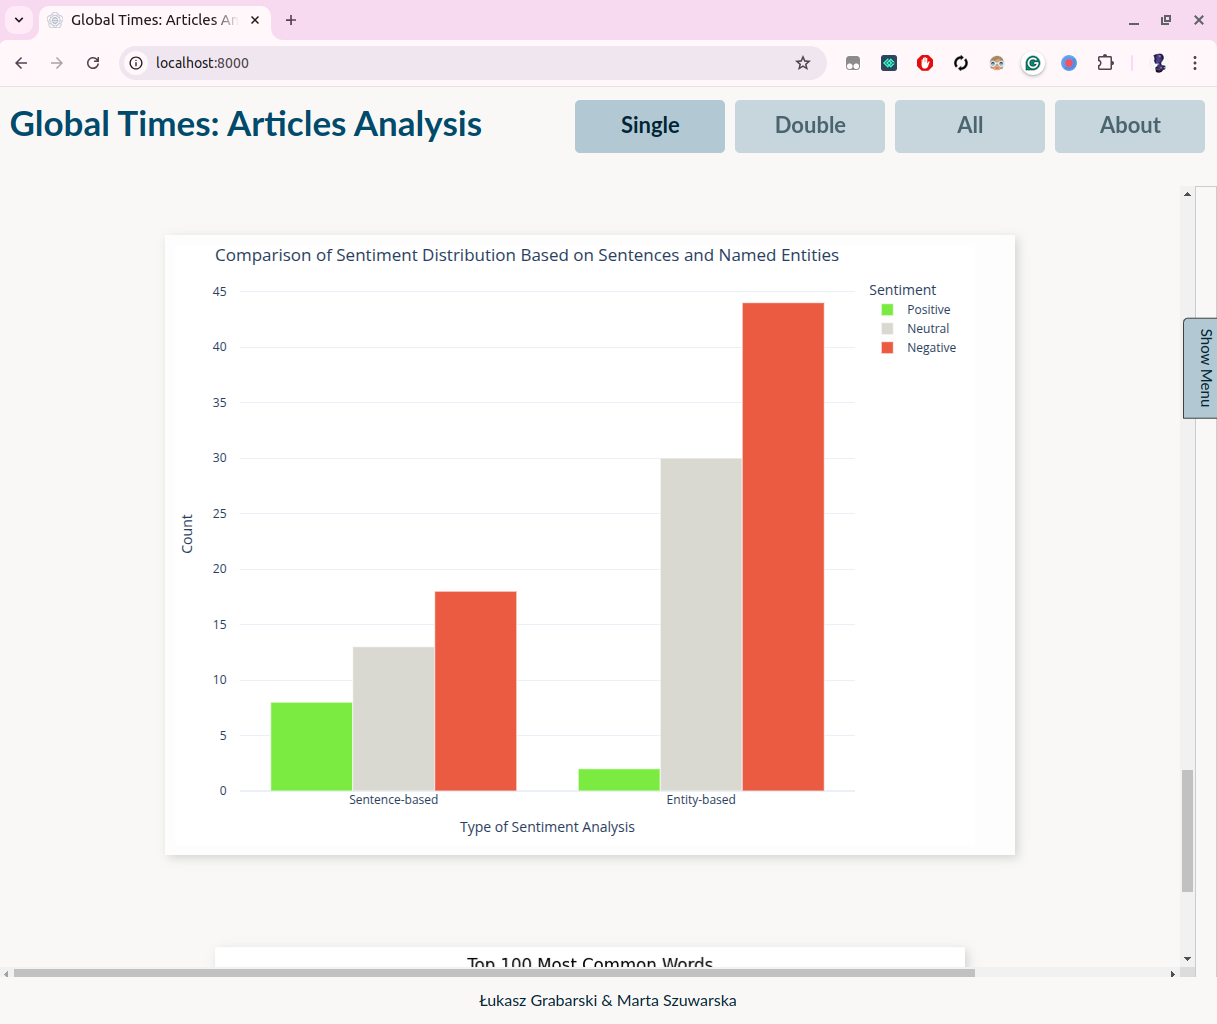 Global Times: Articles An
localhost:8000
Global Times: Articles Analysis
Single
Double
All
About
Comparison of Sentiment Distribution Based on Sentences and Named Entities
Sentiment
Positive
Neutral
Negative
45
40
35
30
25
20
15
10
5
0
Count
Sentence-based
Entity-based
Type of Sentiment Analysis
Show Menu
Top 100 Most Common Words
Łukasz Grabarski & Marta Szuwarska